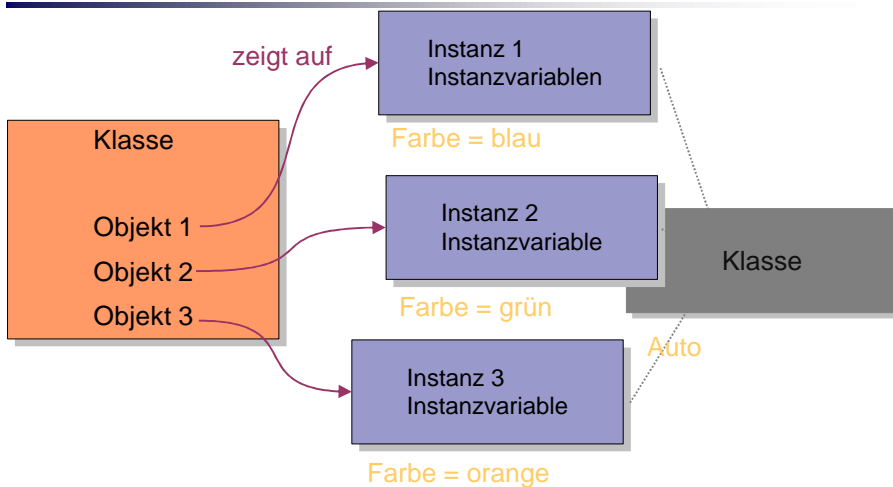 zeigt auf
Instanz 1
Instanzvariablen
Farbe = blau
Klasse
Objekt 1
Objekt 2
Objekt 3
Instanz 2
Instanzvariable
Farbe = grün
Klasse
Auto
Instanz 3
Instanzvariable
Farbe = orange